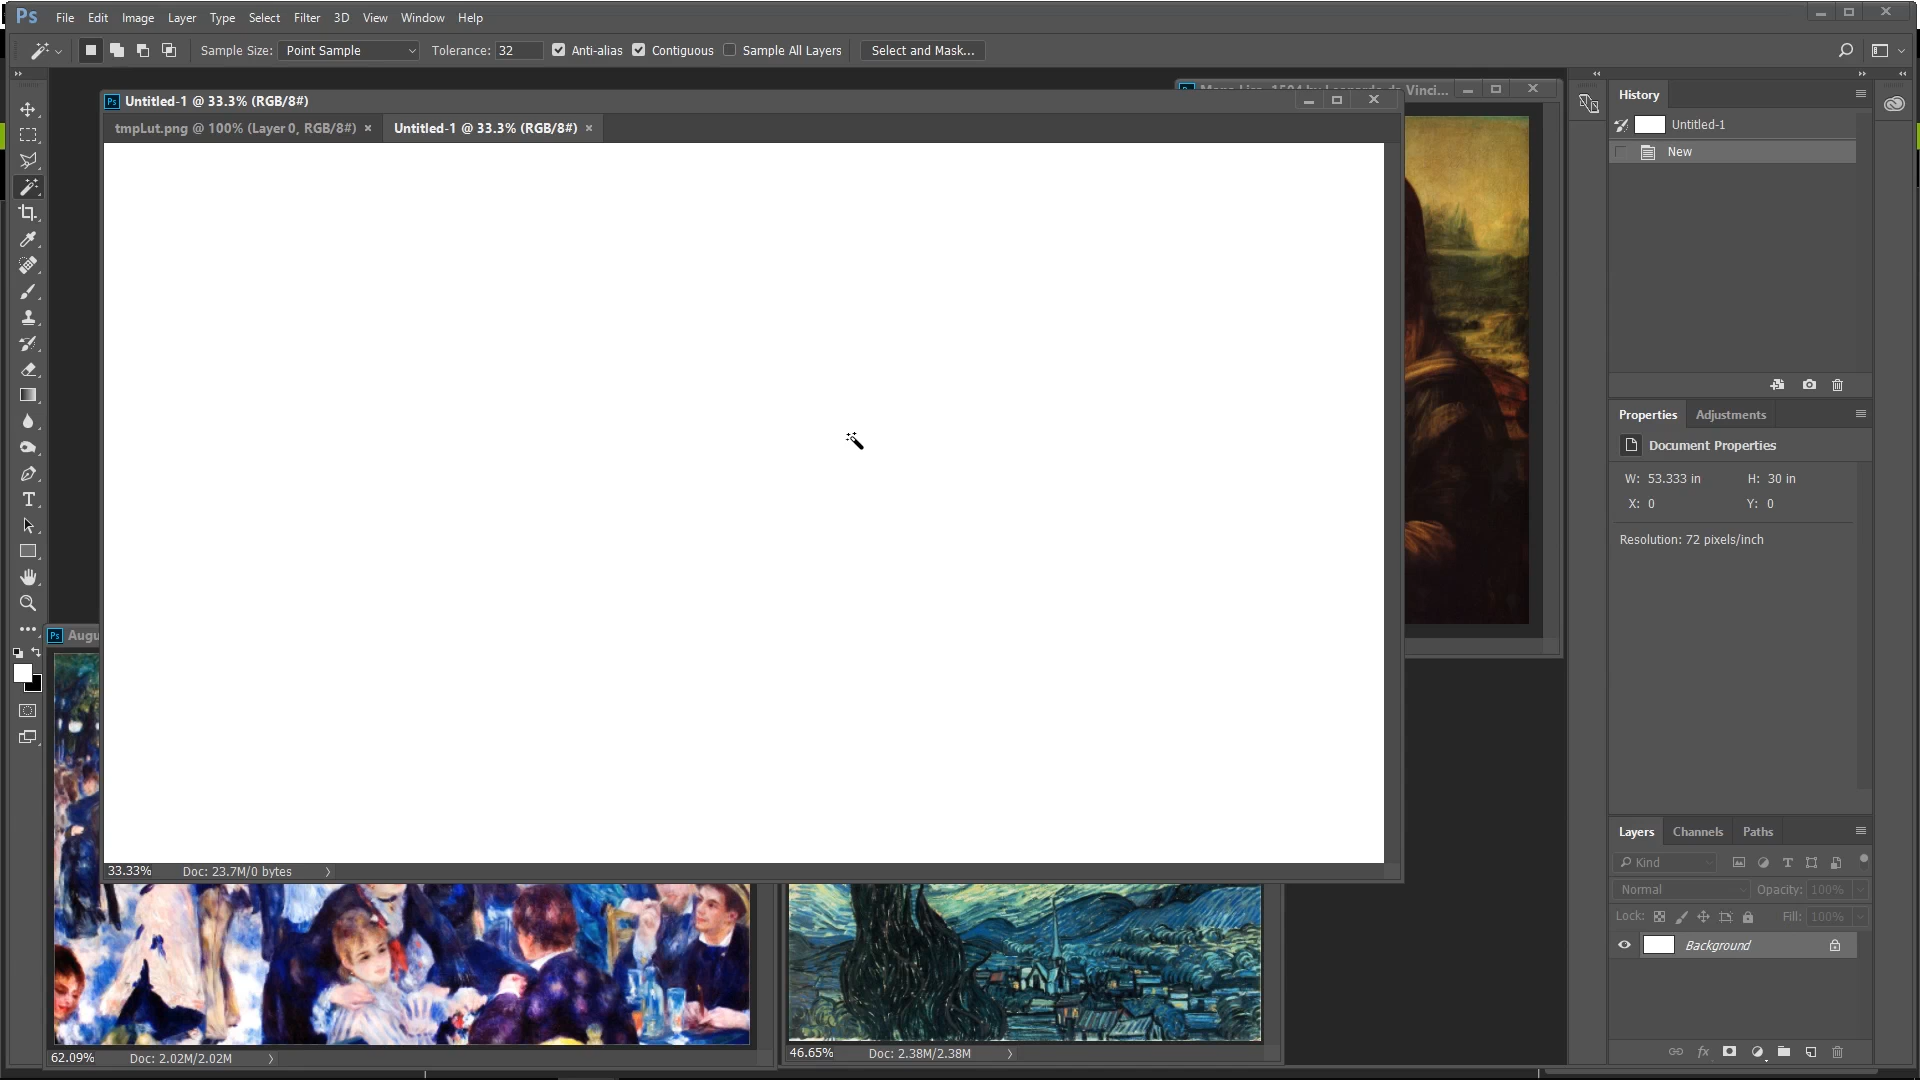 Ps File Edit Image Layer Type Select Filter 3D View Window Help
Sample Size: Point Sample Tolerance: 32 Anti-alias Contiguous Sample All Layers Select and Mask...
Ps Untitled-1 @ 33.3% (RGB/8#)
tmpLut.png @ 100% (Layer 0, RGB/8#) × Untitled-1 @ 33.3% (RGB/8#) ×
Vinci...
History
Untitled-1
New
Properties Adjustments
Document Properties
W: 53.333 in H: 30 in
X: 0 Y: 0
Resolution: 72 pixels/inch
Ps Augu
33.33% Doc: 23.7M/0 bytes
62.09% Doc: 2.02M/2.02M
46.65% Doc: 2.38M/2.38M
Layers Channels Paths
Kind
Normal Opacity: 100%
Lock: Fill: 100%
Background
fx